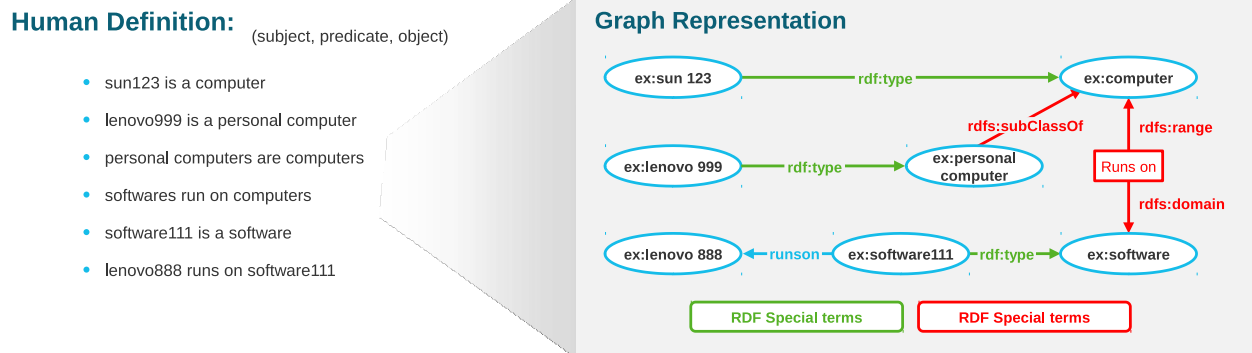 Human Definition:
(subject, predicate, object)
• sun123 is a computer
• lenovo999 is a personal computer
• personal computers are computers
• softwares run on computers
• software111 is a software
• lenovo888 runs on software111
Graph Representation
ex:sun 123
rdf:type
ex:computer
rdfs:subClassOf
rdfs:range
ex:lenovo 999
rdf:type
ex:personal
computer
Runs on
rdfs:domain
ex:lenovo 888
runson
ex:software111
rdf:type
ex:software
RDF Special terms
RDF Special terms